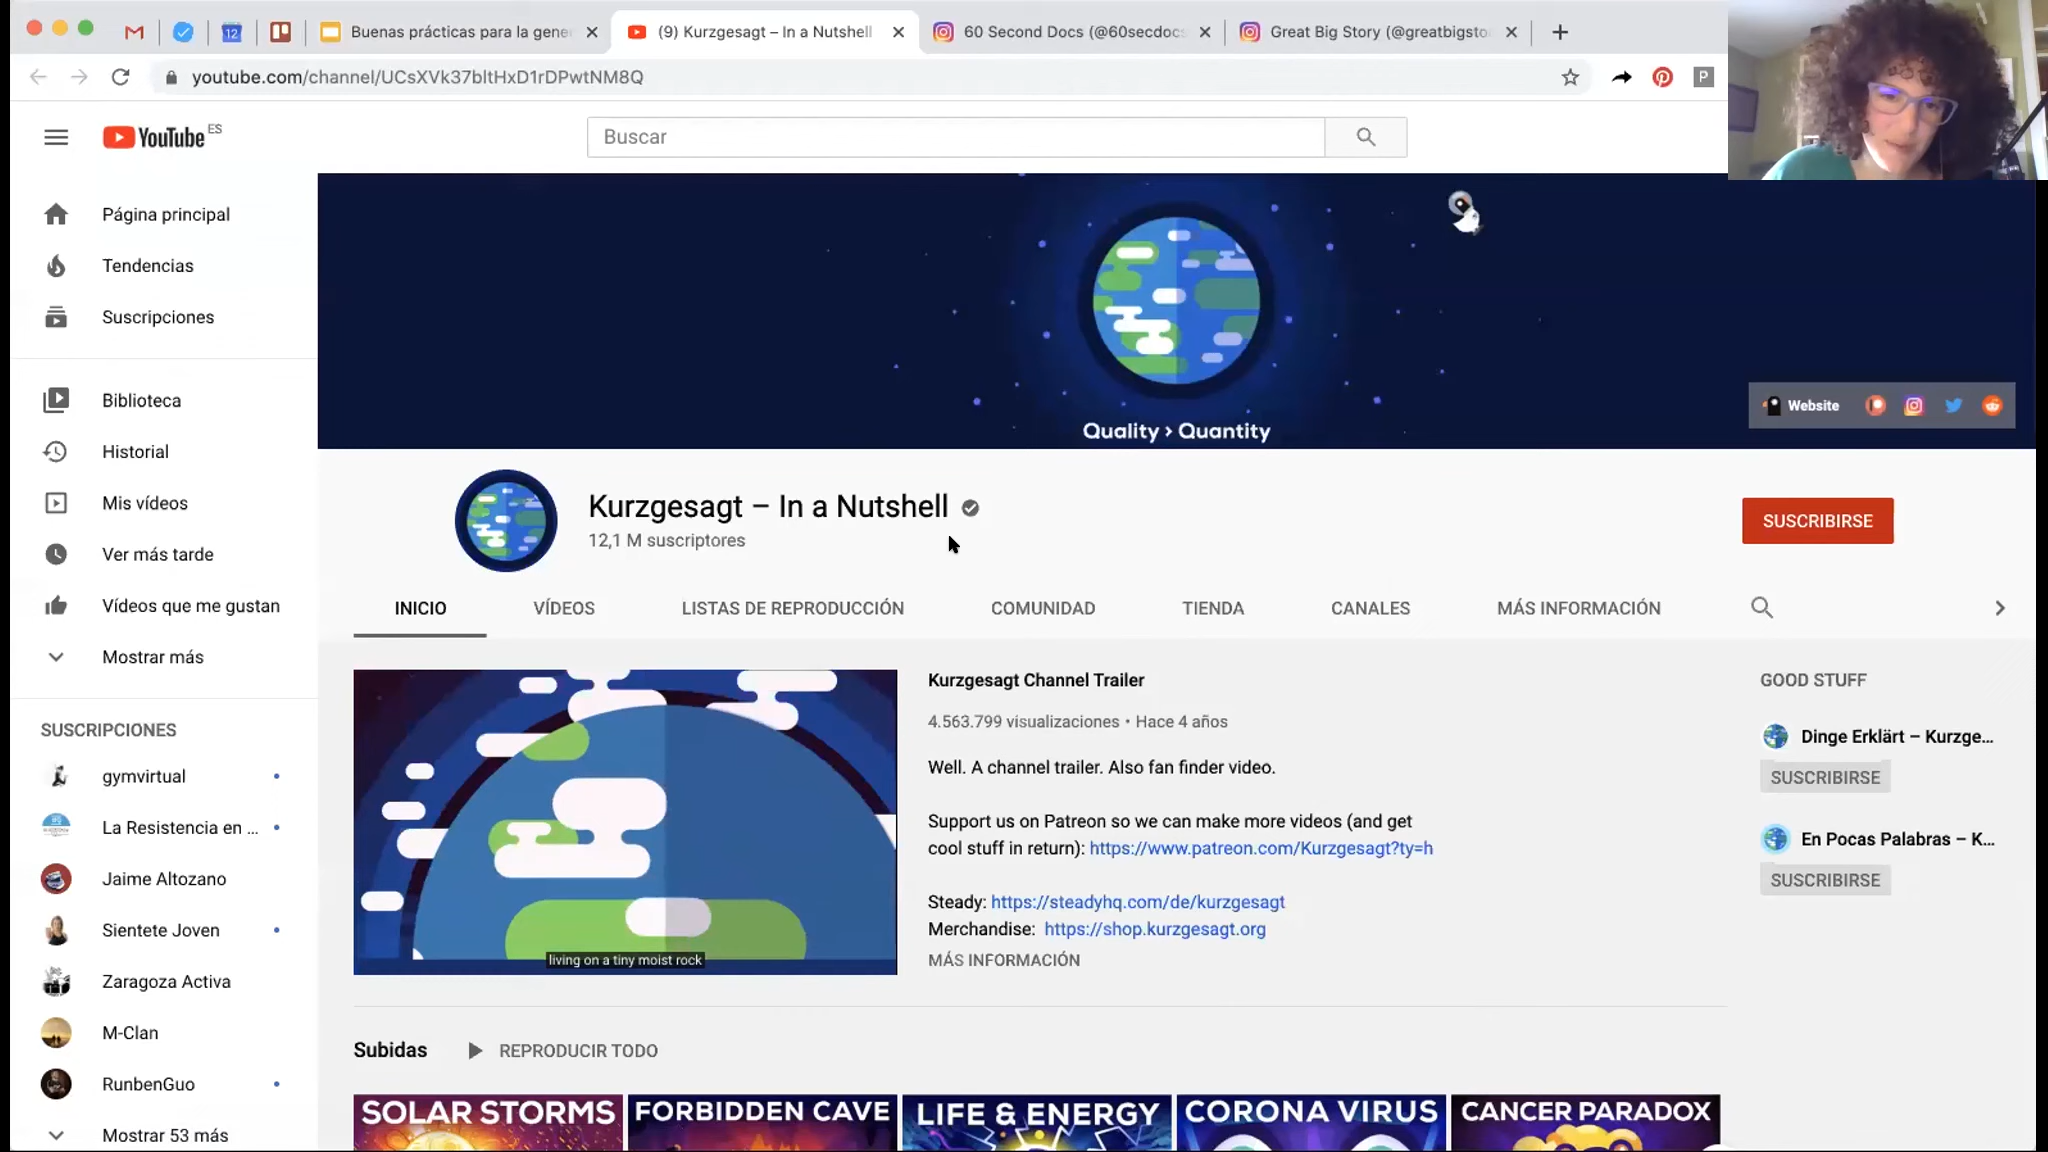 12
Buenas prácticas para la gene
(9) Kurzgesagt – In a Nutshell
60 Second Docs (@60secdocs
Great Big Story (@greatbigsto
youtube.com/channel/UCsXVk37bltHxD1rDPwtNM8Q
P
YouTube ES
Buscar
Página principal
Tendencias
Suscripciones
Biblioteca
Historial
Mis vídeos
Ver más tarde
Vídeos que me gustan
Mostrar más
SUSCRIPCIONES
gymvirtual
La Resistencia en ...
Jaime Altozano
Sientete Joven
Zaragoza Activa
M-Clan
RunbenGuo
Mostrar 53 más
Quality > Quantity
Website
Kurzgesagt – In a Nutshell
12,1 M suscriptores
SUSCRIBIRSE
INICIO
VÍDEOS
LISTAS DE REPRODUCCIÓN
COMUNIDAD
TIENDA
CANALES
MÁS INFORMACIÓN
living on a tiny moist rock
Kurzgesagt Channel Trailer
4.563.799 visualizaciones • Hace 4 años
Well. A channel trailer. Also fan finder video.
Support us on Patreon so we can make more videos (and get
cool stuff in return): https://www.patreon.com/Kurzgesagt?ty=h
Steady: https://steadyhq.com/de/kurzgesagt
Merchandise: https://shop.kurzgesagt.org
MÁS INFORMACIÓN
GOOD STUFF
Dinge Erklärt – Kurzge...
SUSCRIBIRSE
En Pocas Palabras – K...
SUSCRIBIRSE
Subidas
REPRODUCIR TODO
SOLAR STORMS
FORBIDDEN CAVE
LIFE & ENERGY
CORONA VIRUS
CANCER PARADOX